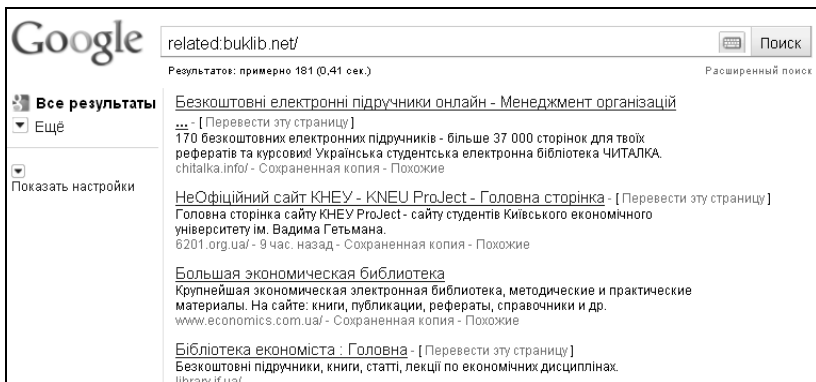 Google
related:buklib.net/
Поиск
Результатов: примерно 181 (0,41 сек.)
Расширенный поиск
Все результаты
Ещё
Показать настройки
Безкоштовні електронні підручники онлайн - Менеджмент організацій
... - [ Перевести эту страницу ]
170 безкоштовних електронних підручників - більше 37 000 сторінок для твоїх
рефератів та курсових! Українська студентська електронна бібліотека ЧИТАЛКА.
chitalka.info/ - Сохраненная копия - Похожие
НеОфіційний сайт КНЕУ - KNEU ProJect - Головна сторінка - [ Перевести эту страницу ]
Головна сторінка сайту КНЕУ ProJect - сайту студентів Київського економічного
університету ім. Вадима Гетьмана.
6201.org.ua/ - 9 час. назад - Сохраненная копия - Похожие
Большая экономическая библиотека
Крупнейшая экономическая электронная библиотека, методические и практические
материалы. На сайте: книги, публикации, рефераты, справочники и др.
www.economics.com.ua/ - Сохраненная копия - Похожие
Бібліотека економіста : Головна - [ Перевести эту страницу ]
Безкоштовні підручники, книги, статті, лекції по економічних дисциплінах.
library.if.ua/